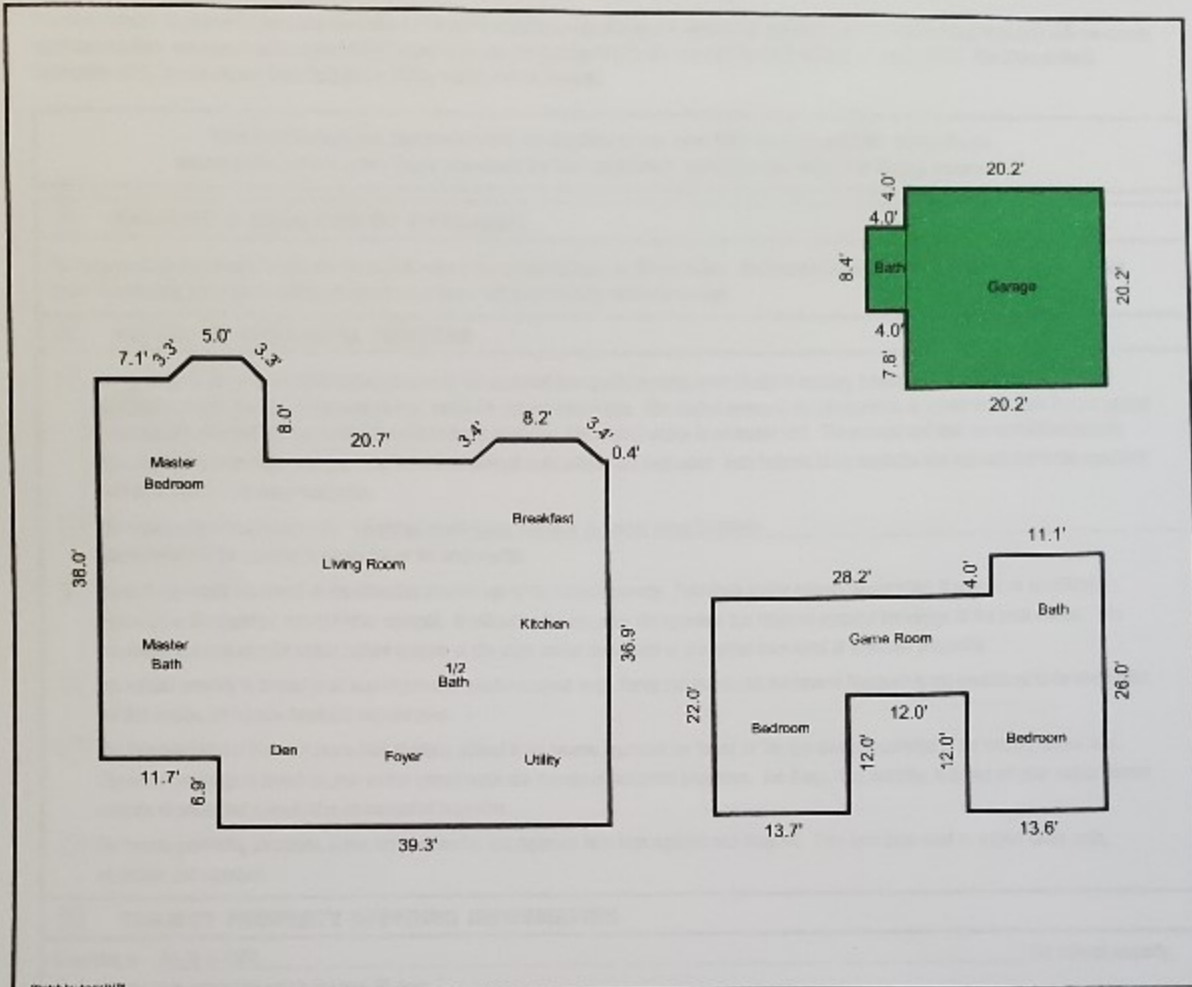 20.2'
4.0'
4.0'
8.4'
Bath
Garage
20.2'
4.0'
7.8'
20.2'
5.0'
7.1'
3.3'
3.3'
8.0'
20.7'
3.4'
8.2'
3.4'
0.4'
Master
Bedroom
Breakfast
Living Room
38.0'
Kitchen
36.9'
Master
Bath
1/2
Bath
Den
Foyer
Utility
11.7'
6.9'
39.3'
11.1'
28.2'
4.0'
Bath
Game Room
22.0'
26.0'
12.0'
Bedroom
12.0'
12.0'
Bedroom
13.7'
13.6'